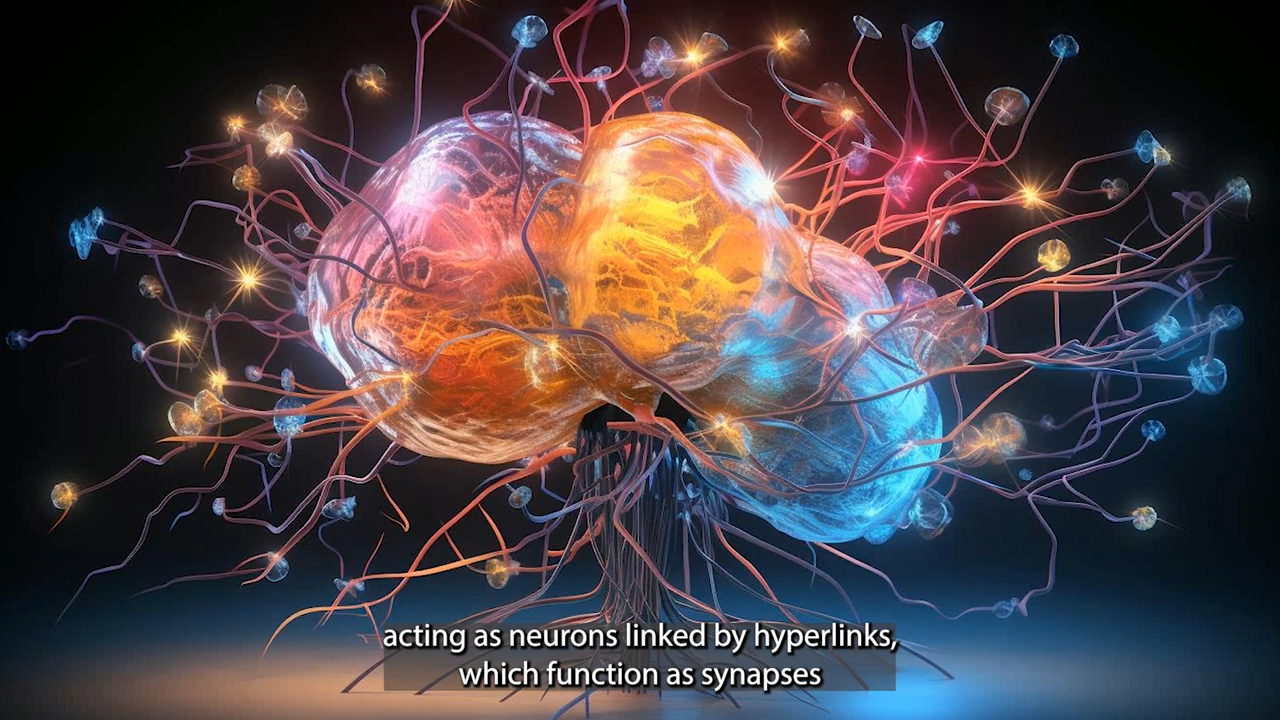 acting as neurons linked by hyperlinks,
which function as synapses